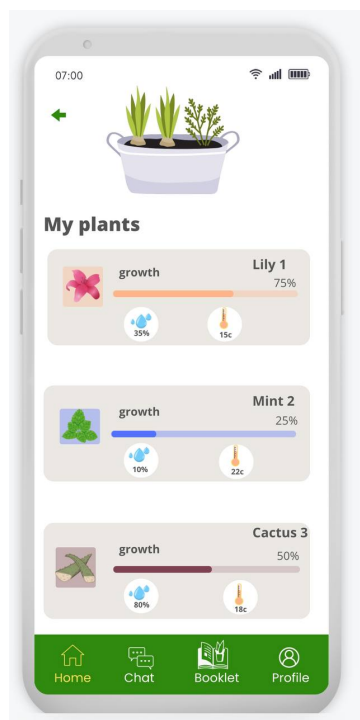 07:00
My plants
Lily 1
growth
75%
35%
15c
Mint 2
growth
25%
10%
22c
Cactus 3
growth
50%
80%
18c
Home Chat Booklet Profile